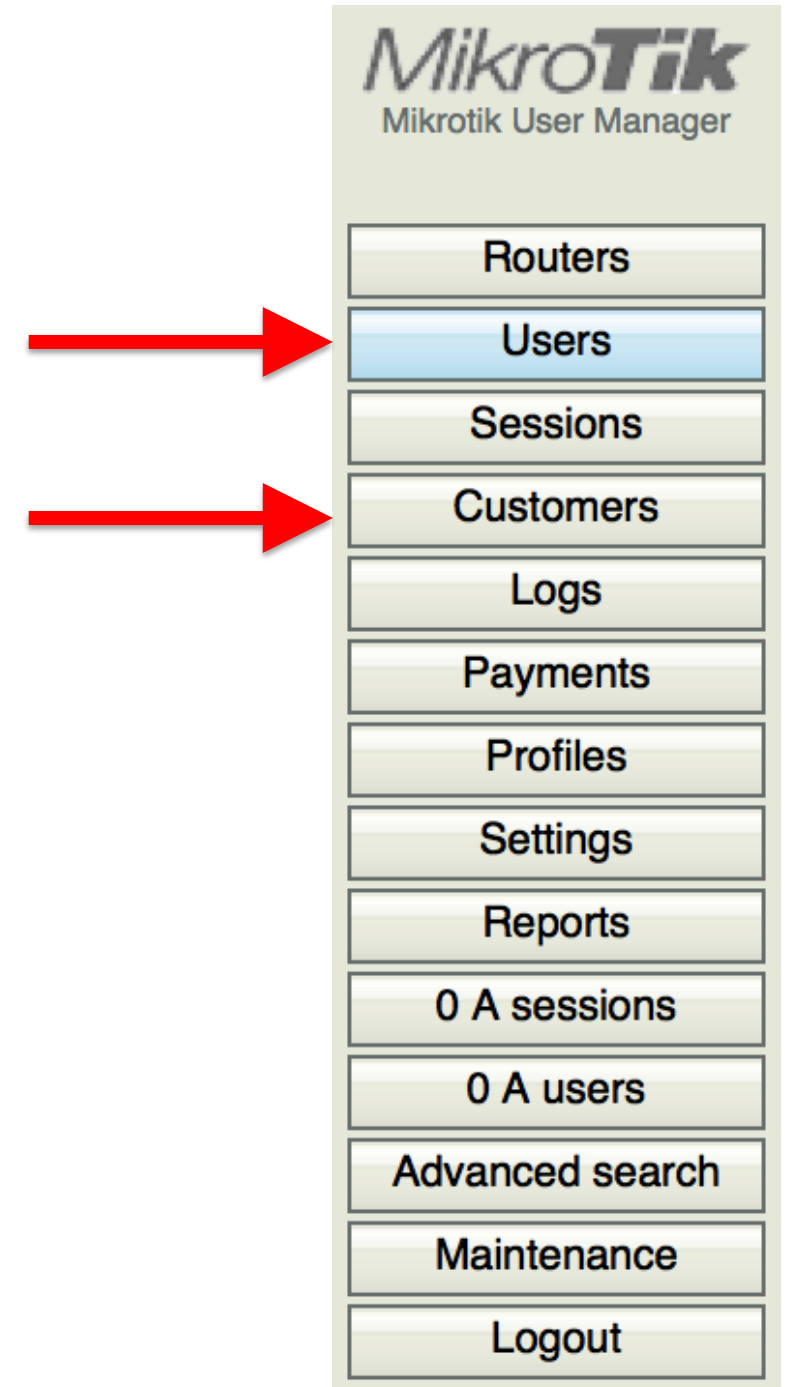 MikroTik
Mikrotik User Manager
Routers
Users
Sessions
Customers
Logs
Payments
Profiles
Settings
Reports
0 A sessions
0 A users
Advanced search
Maintenance
Logout